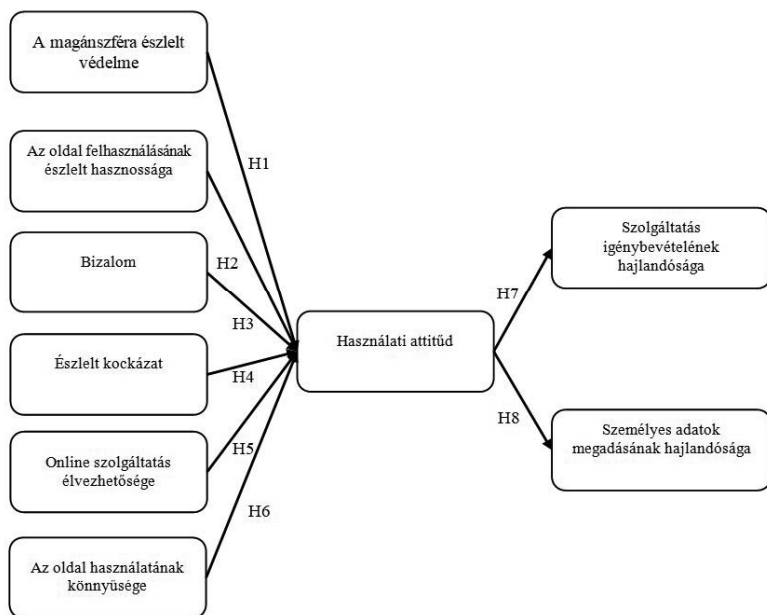 A magánszféra észlelt
védelme
Az oldal felhasználásának
észlelt hasznossága
Bizalom
Észlelt kockázat
Online szolgáltatás
élvezhetősége
Az oldal használatának
könnyüsége
H1
H2
H3
H4
H5
H6
Használati attitűd
H7
H8
Szolgáltatás
igénybevételének
hajlandósága
Személyes adatok
megadásának hajlandósága